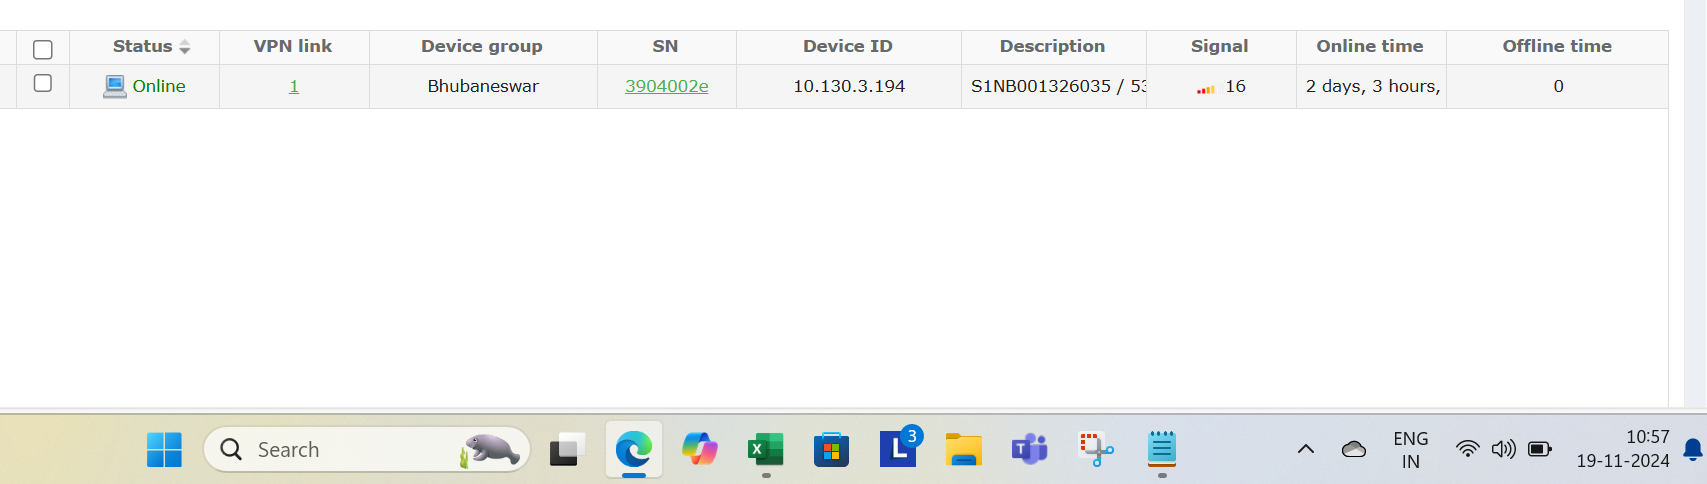 Status VPN link Device group SN Device ID Description Signal Online time Offline time
Online 1 Bhubaneswar 3904002e 10.130.3.194 S1NB001326035 / 53 16 2 days, 3 hours, 0
Search
L 3
X
T
ENG
IN
10:57
19-11-2024